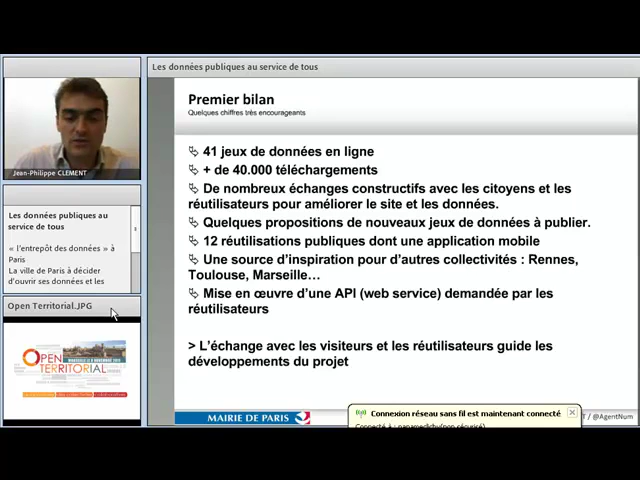 Les données publiques au service de tous
Jean-Philippe CLEMENT
Les données publiques au
service de tous
« l'entrepôt des données » à
Paris
La ville de Paris à décider
d'ouvrir ses données et les
Open Territorial.JPG
OPEN
TERRITORIAL
Premier bilan
Quelques chiffres très encourageants
41 jeux de données en ligne
+ de 40.000 téléchargements
De nombreux échanges constructifs avec les citoyens et les
réutilisateurs pour améliorer le site et les données.
Quelques propositions de nouveaux jeux de données à publier.
12 réutilisations publiques dont une application mobile
Une source d'inspiration pour d'autres collectivités : Rennes,
Toulouse, Marseille…
Mise en œuvre d'une API (web service) demandée par les
réutilisateurs
> L'échange avec les visiteurs et les réutilisateurs guide les
développements du projet
MAIRIE DE PARIS
Connexion réseau sans fil est maintenant connecté
T / @AgentNum